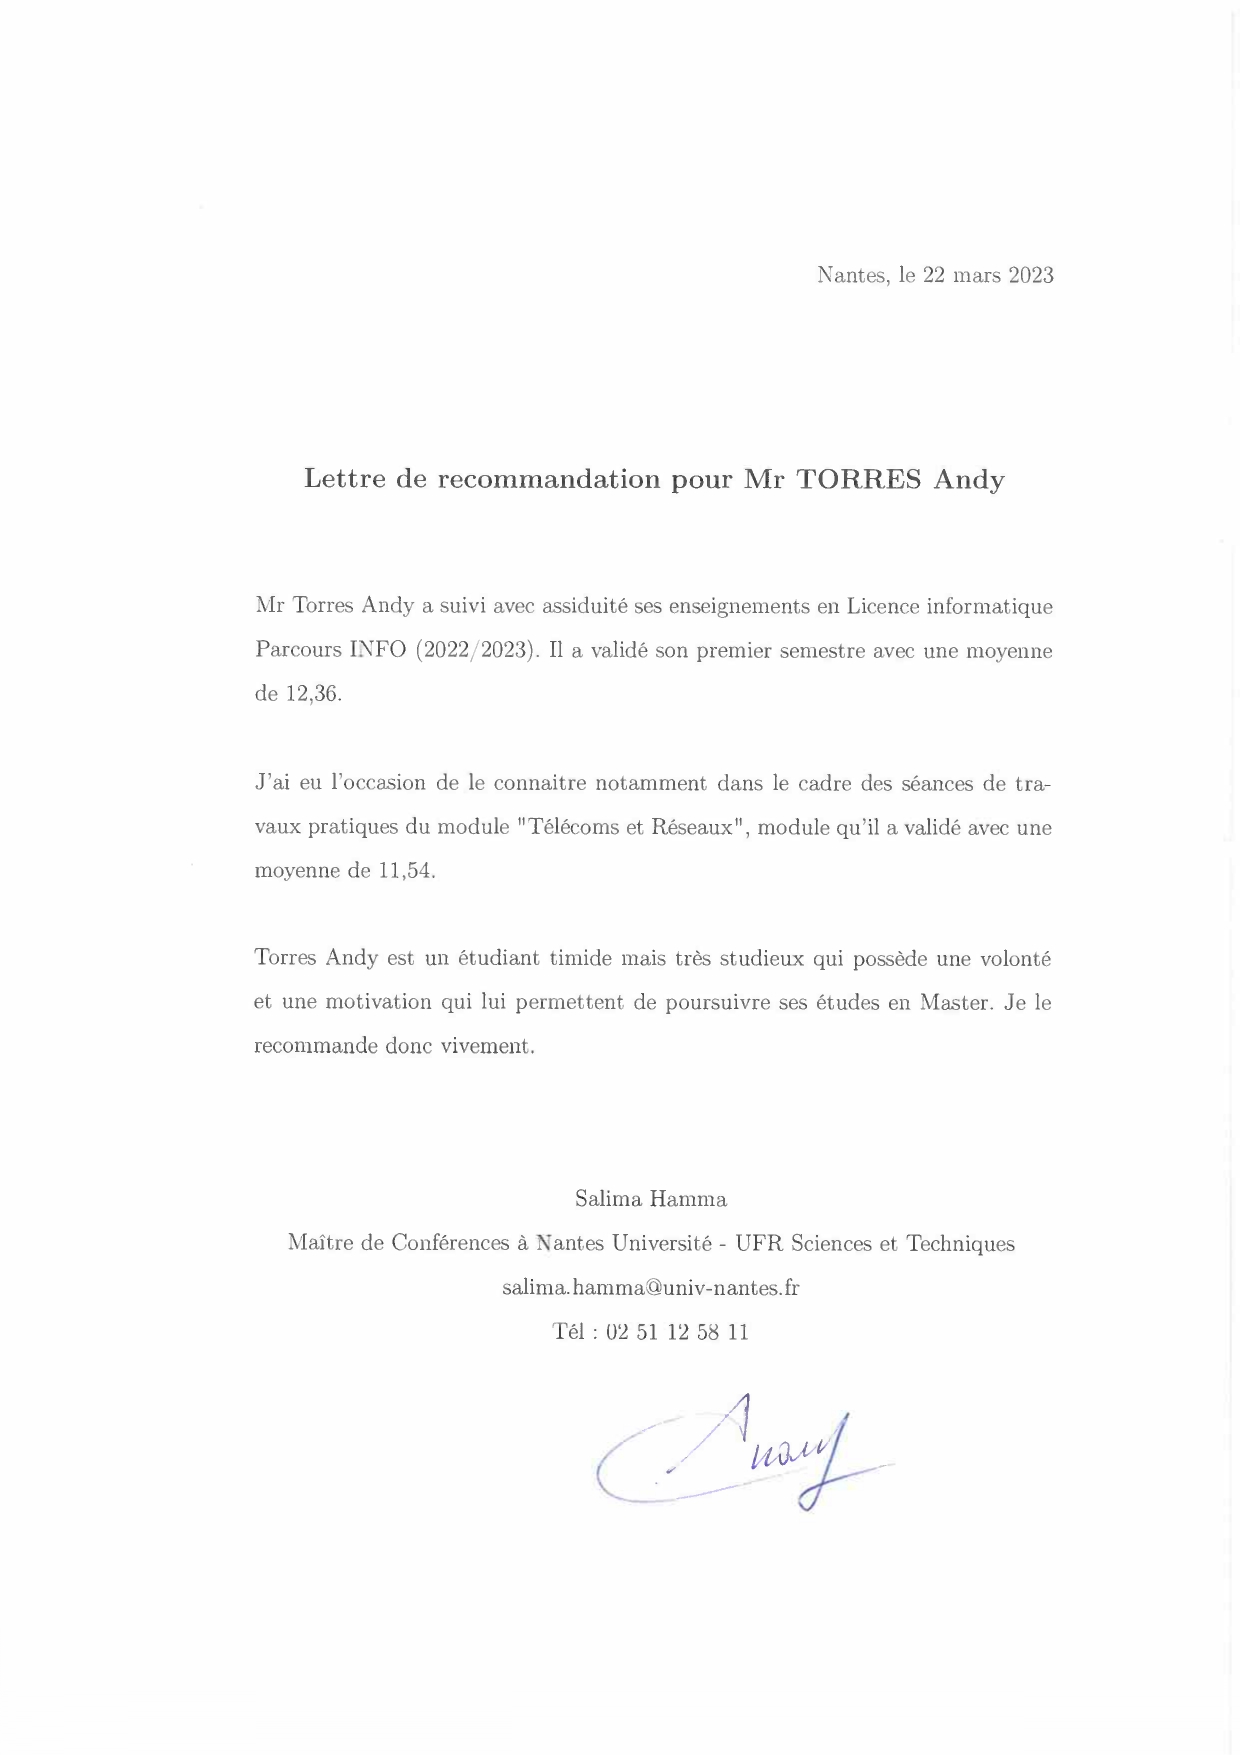 Nantes, le 22 mars 2023
Lettre de recommandation pour Mr TORRES Andy
Mr Torres Andy a suivi avec assiduité ses enseignements en Licence informatique
Parcours INFO (2022/2023). Il a validé son premier semestre avec une moyenne
de 12,36.
J'ai eu l'occasion de le connaitre notamment dans le cadre des séances de tra-
vaux pratiques du module "Télécoms et Réseaux", module qu'il a validé avec une
moyenne de 11,54.
Torres Andy est un étudiant timide mais très studieux qui possède une volonté
et une motivation qui lui permettent de poursuivre ses études en Master. Je le
recommande donc vivement.
Salima Hamma
Maître de Conférences à Nantes Université - UFR Sciences et Techniques
salima.hamma@univ-nantes.fr
Tél : 02 51 12 58 11